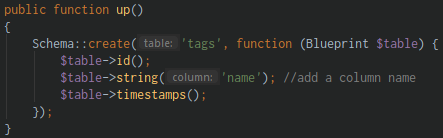 public function up()
{
    Schema::create( table: 'tags', function (Blueprint $table) {
        $table->id();
        $table->string( column: 'name'); //add a column name
        $table->timestamps();
    });
}